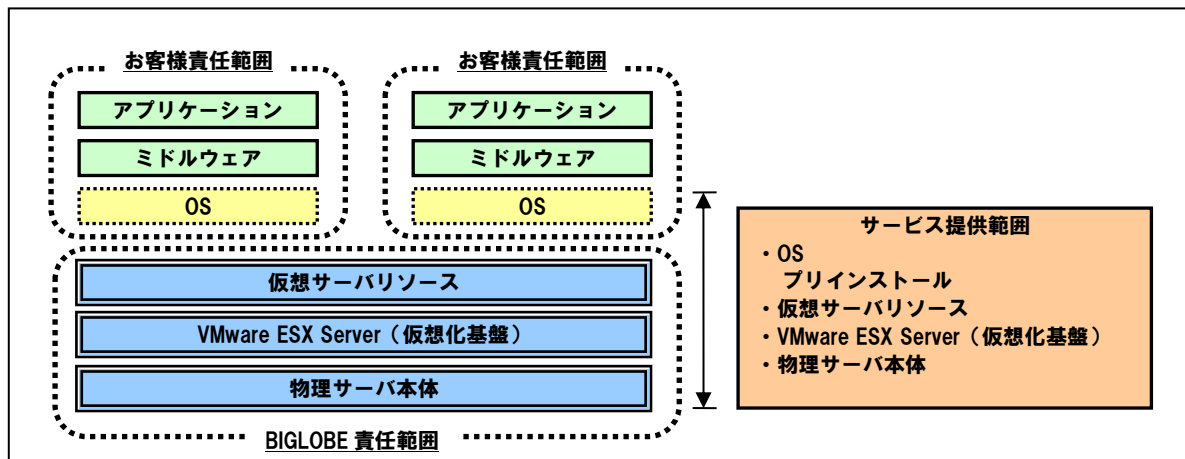 お客様責任範囲
アプリケーション
ミドルウェア
OS
お客様責任範囲
アプリケーション
ミドルウェア
OS
仮想サーバリソース
VMware ESX Server（仮想化基盤）
物理サーバ本体
BIGLOBE 責任範囲
サービス提供範囲
・OS
プリインストール
・仮想サーバリソース
・VMware ESX Server（仮想化基盤）
・物理サーバ本体